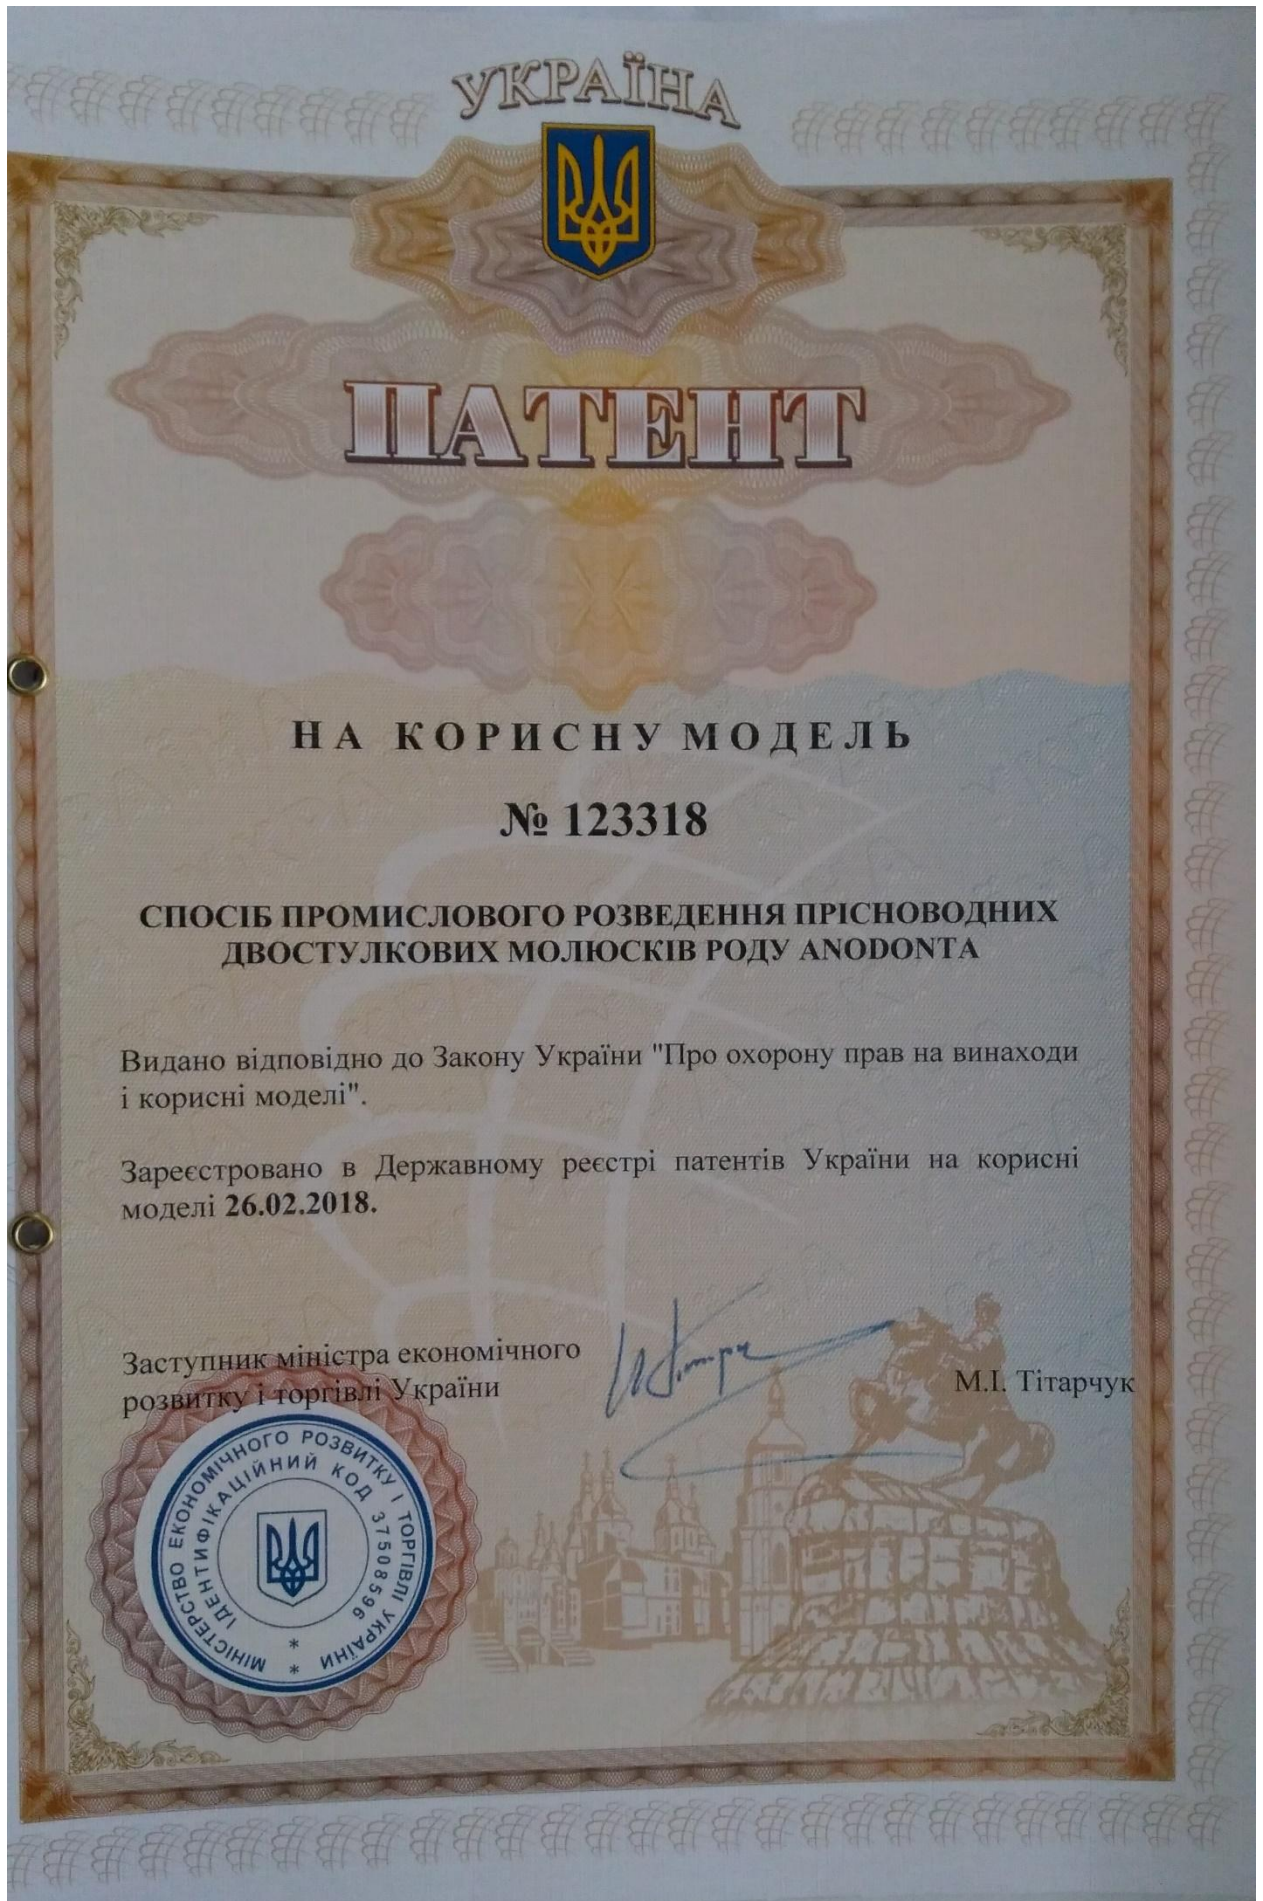 УКРАЇНА
ПАТЕНТ
НА КОРИСНУ МОДЕЛЬ
№ 123318
СПОСІБ ПРОМИСЛОВОГО РОЗВЕДЕННЯ ПРІСНОВОДНИХ
ДВОСТУЛКОВИХ МОЛЮСКІВ РОДУ ANODONTA
Видано відповідно до Закону України "Про охорону прав на винаходи
і корисні моделі".
Зареєстровано в Державному реєстрі патентів України на корисні
моделі 26.02.2018.
Заступник міністра економічного
розвитку і торгівлі України
М.І. Тітарчук
МІНІСТЕРСТВО ЕКОНОМІЧНОГО РОЗВИТКУ І ТОРГІВЛІ УКРАЇНИ *
ІДЕНТИФІКАЦІЙНИЙ КОД 37508596 *